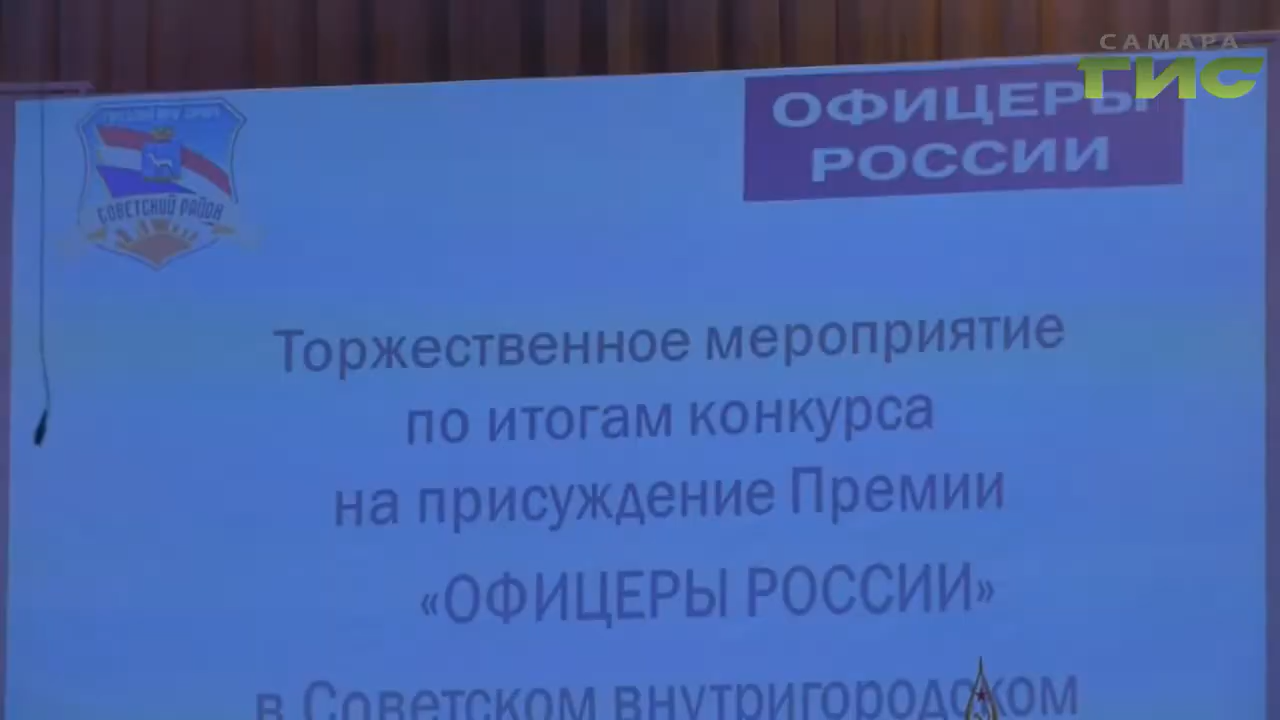 САМАРА
ГИС
ОФИЦЕРЫ
РОССИИ
СОВЕТСКИЙ РАЙОН
Торжественное мероприятие
по итогам конкурса
на присуждение Премии
«ОФИЦЕРЫ РОССИИ»
в Советском внутригородском